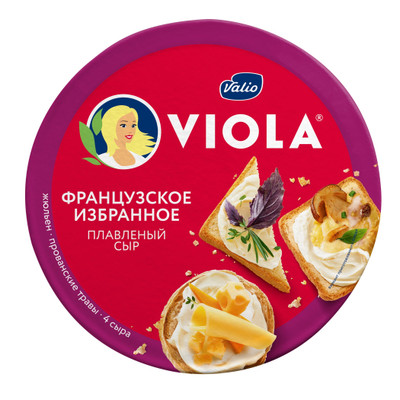 Valio
VIOLA®
ФРАНЦУЗСКОЕ
ИЗБРАННОЕ
ПЛАВЛЕНЫЙ
СЫР
жюльен · прованские травы · 4 сыра